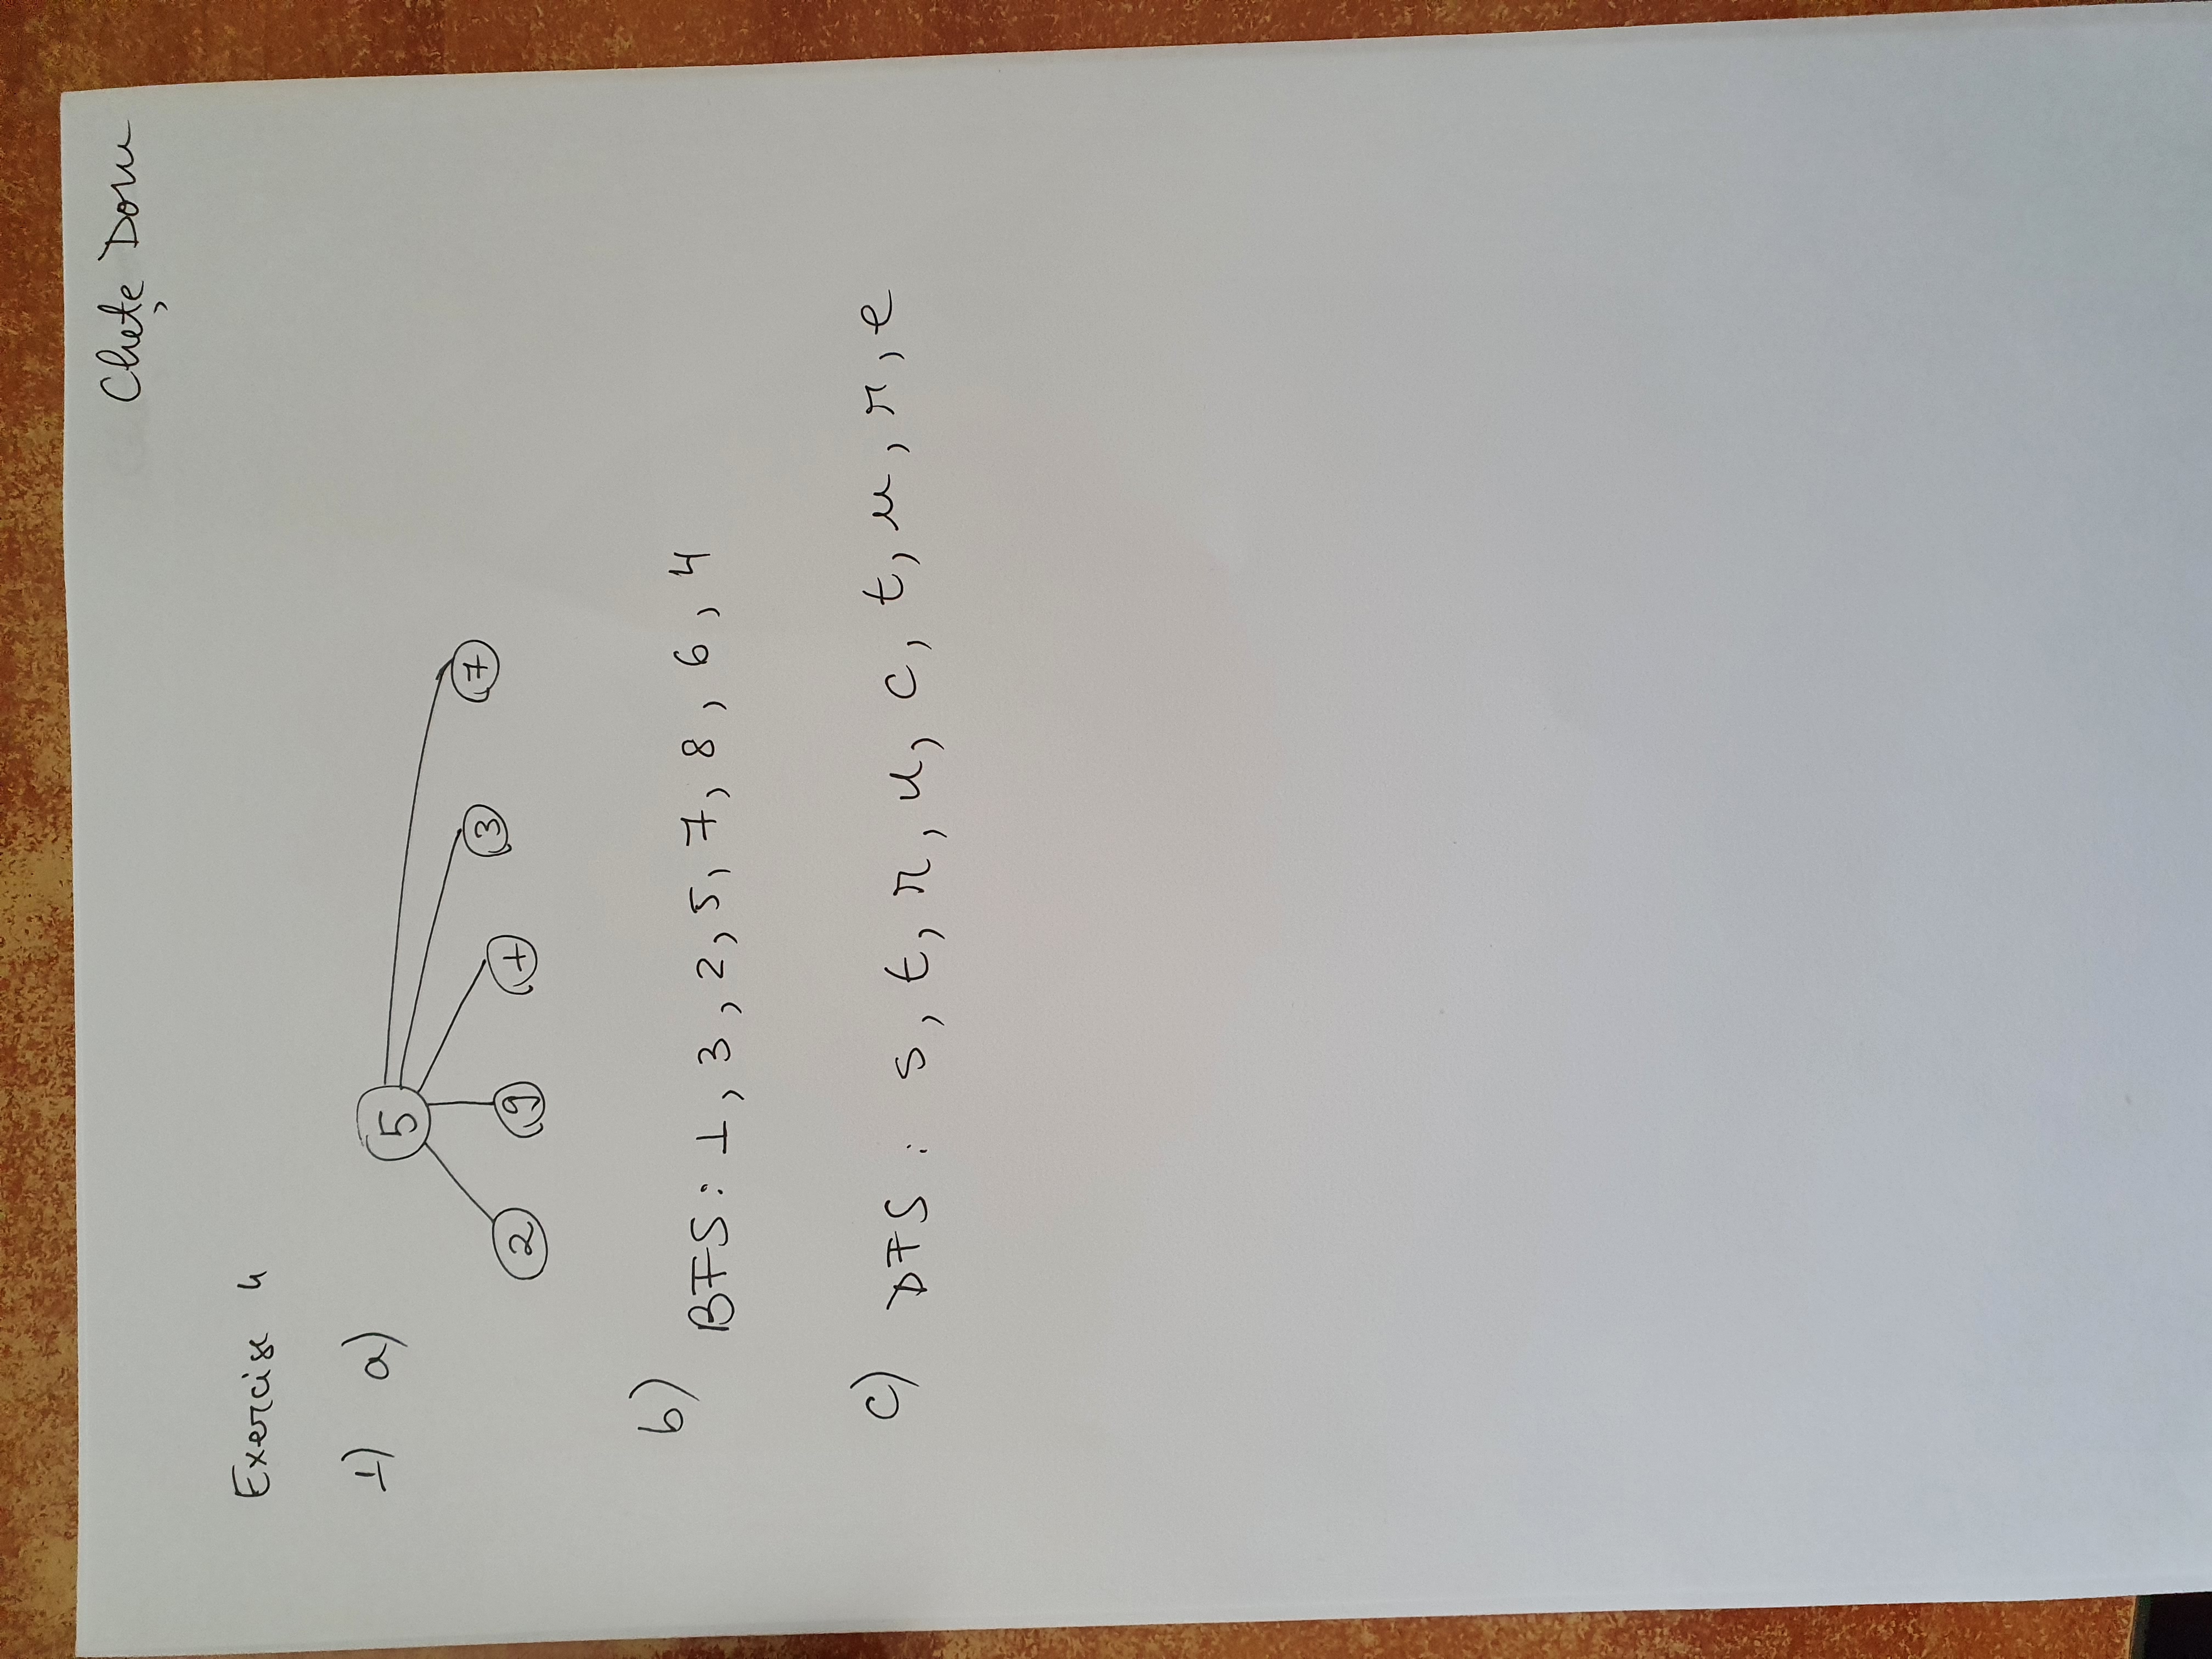 Chețe Doru
Exercise 4
1) a)
5
2 9 1 3 7
b)
BFS: 1, 3, 2, 5, 7, 8, 6, 4
c) DFS: s, t, r, u, c, t, u, r, e